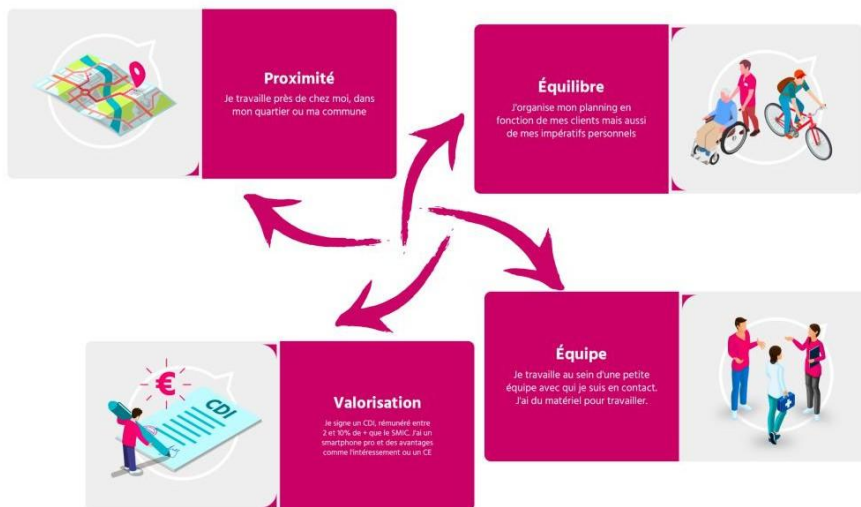 Proximité
Je travaille près de chez moi, dans
mon quartier ou ma commune
Équilibre
J'organise mon planning en
fonction de mes clients mais aussi
de mes impératifs personnels
Équipe
Je travaille au sein d'une petite
équipe avec qui je suis en contact.
J'ai du matériel pour travailler.
Valorisation
Je signe un CDI, rémunéré entre
2 et 10% de + que le SMIC. J'ai un
smartphone pro et des avantages
comme l'intéressement ou un CE
€
CDI